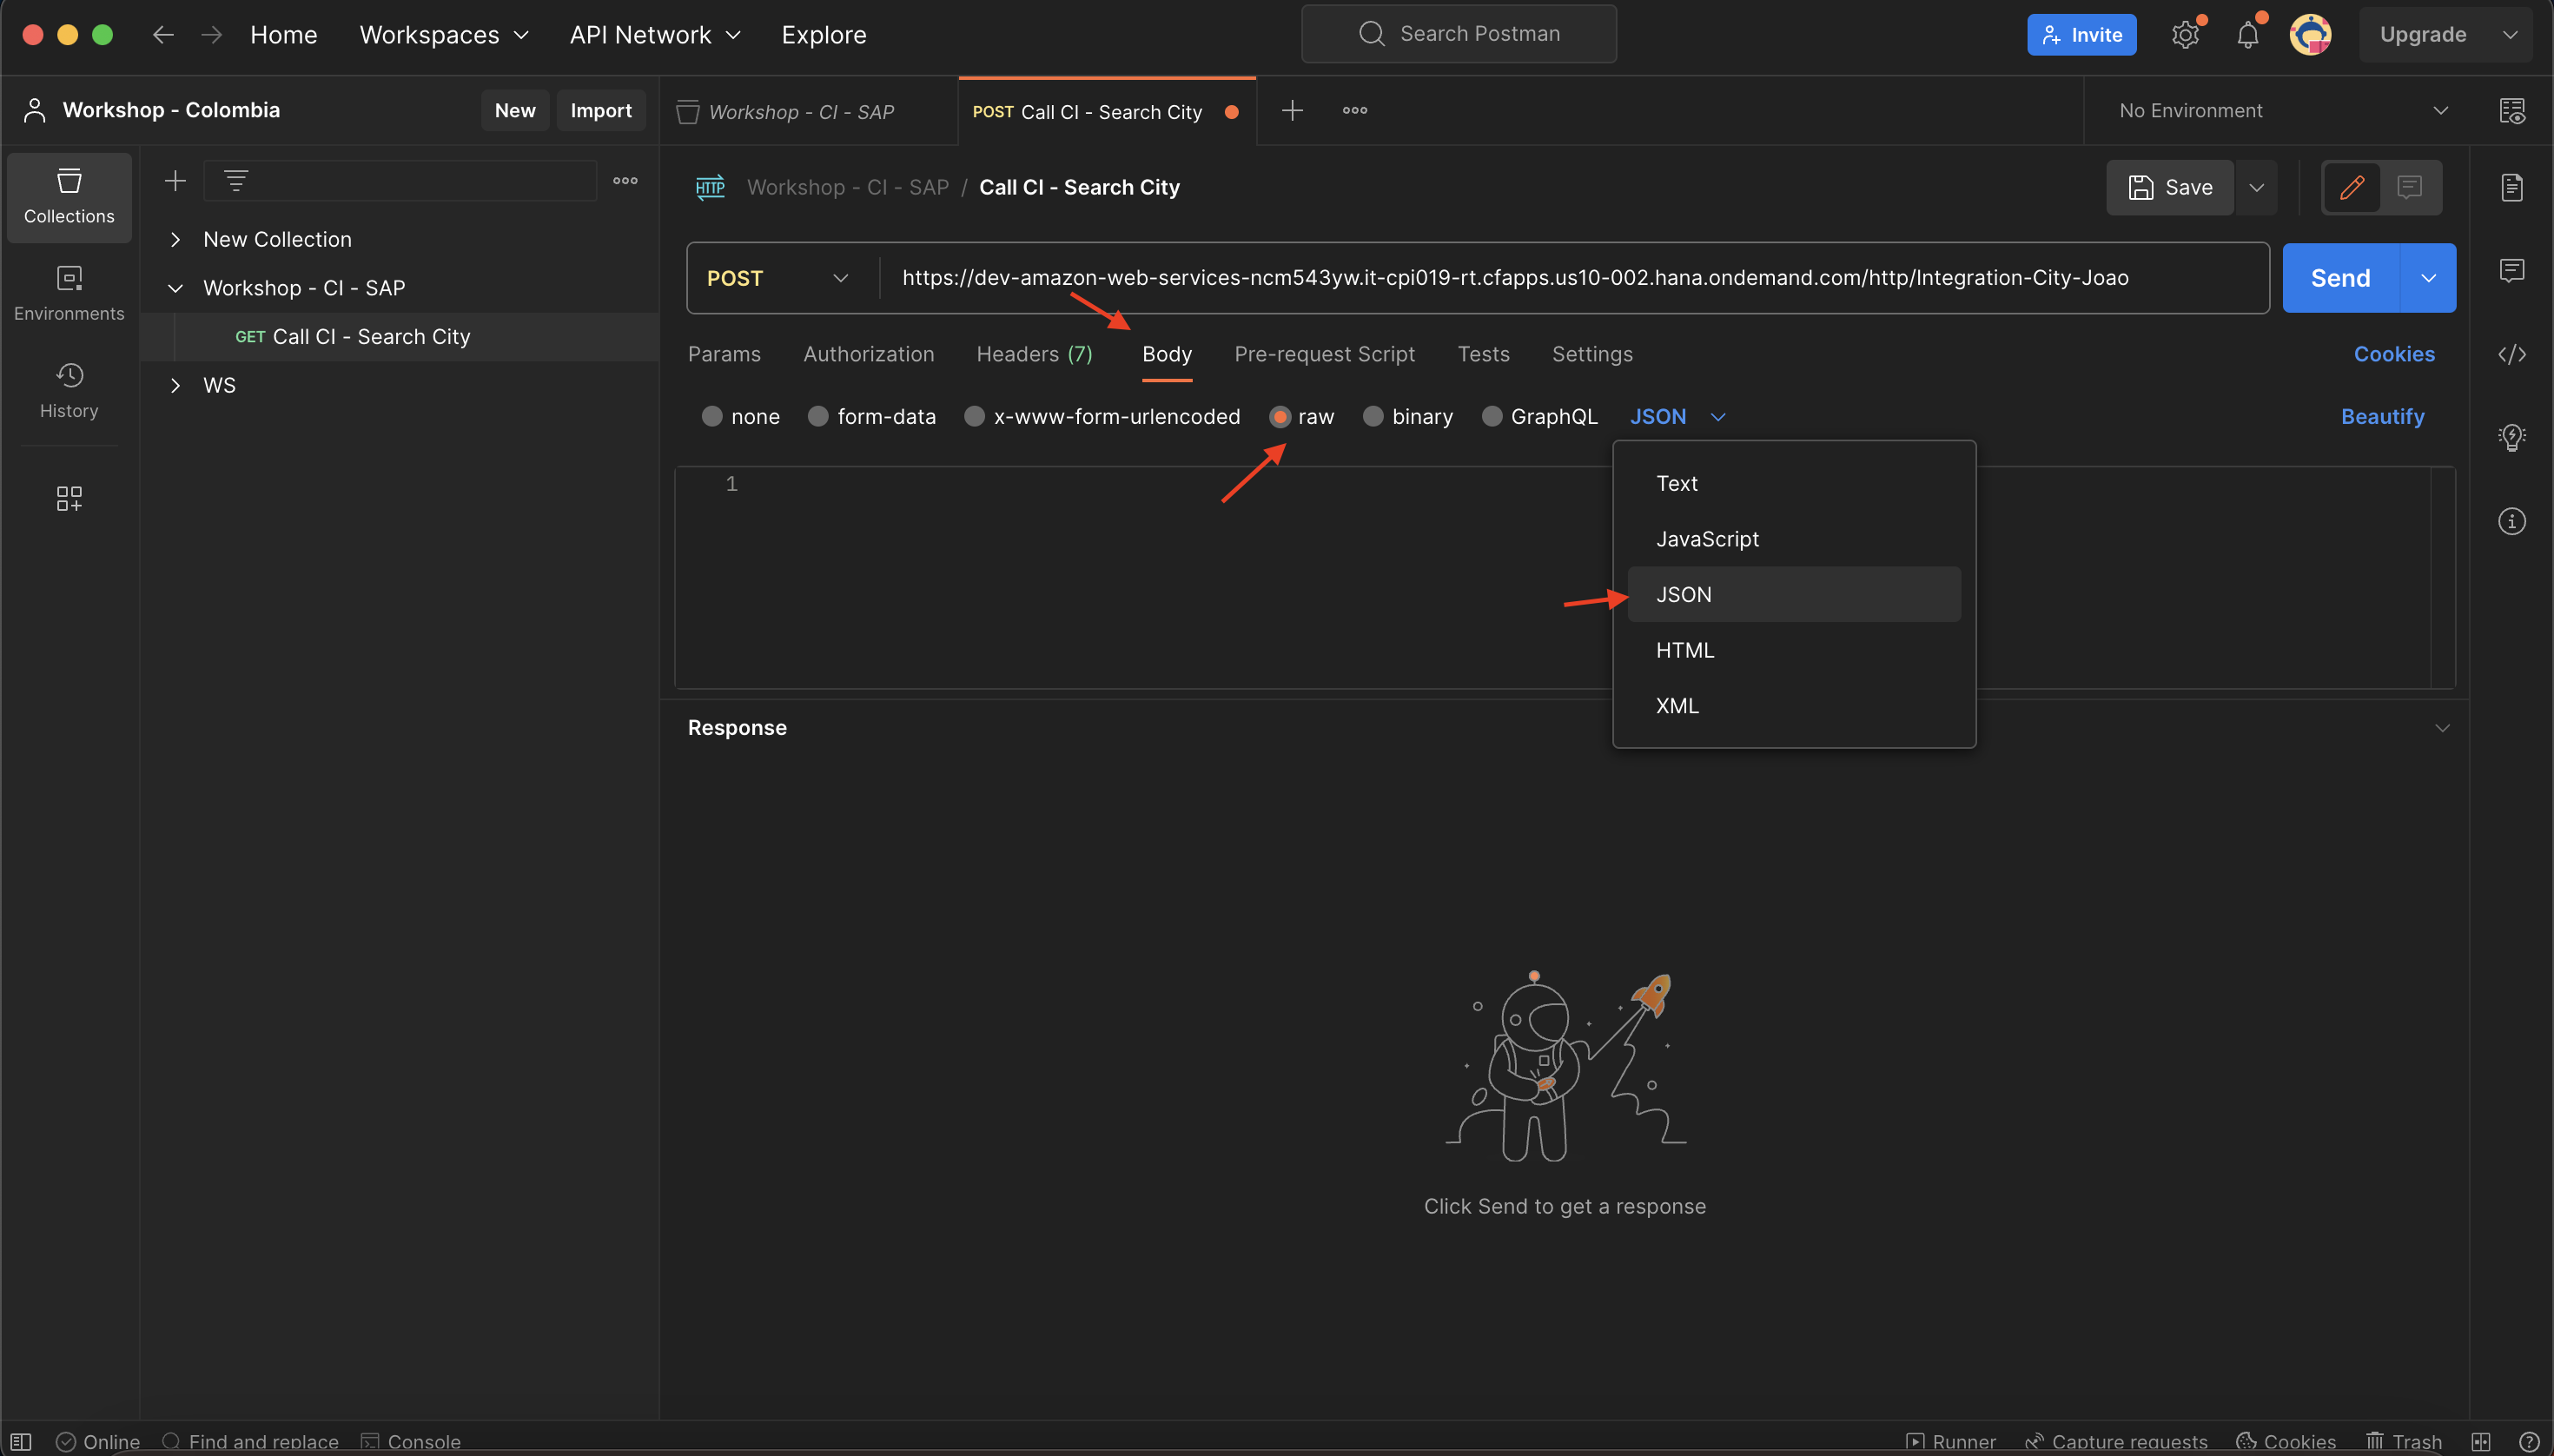 Home Workspaces API Network Explore Search Postman Invite Upgrade
Workshop - Colombia New Import Workshop - CI - SAP POST Call CI - Search City No Environment
Collections
Environments
History
New Collection
Workshop - CI - SAP
GET Call CI - Search City
WS
HTTP Workshop - CI - SAP / Call CI - Search City Save
POST https://dev-amazon-web-services-ncm543yw.it-cpi019-rt.cfapps.us10-002.hana.ondemand.com/http/Integration-City-Joao Send
Params Authorization Headers (7) Body Pre-request Script Tests Settings Cookies
none form-data x-www-form-urlencoded raw binary GraphQL JSON Beautify
1
Text
JavaScript
JSON
HTML
XML
Response
Click Send to get a response
Online Find and replace Console Runner Capture requests Cookies Trash